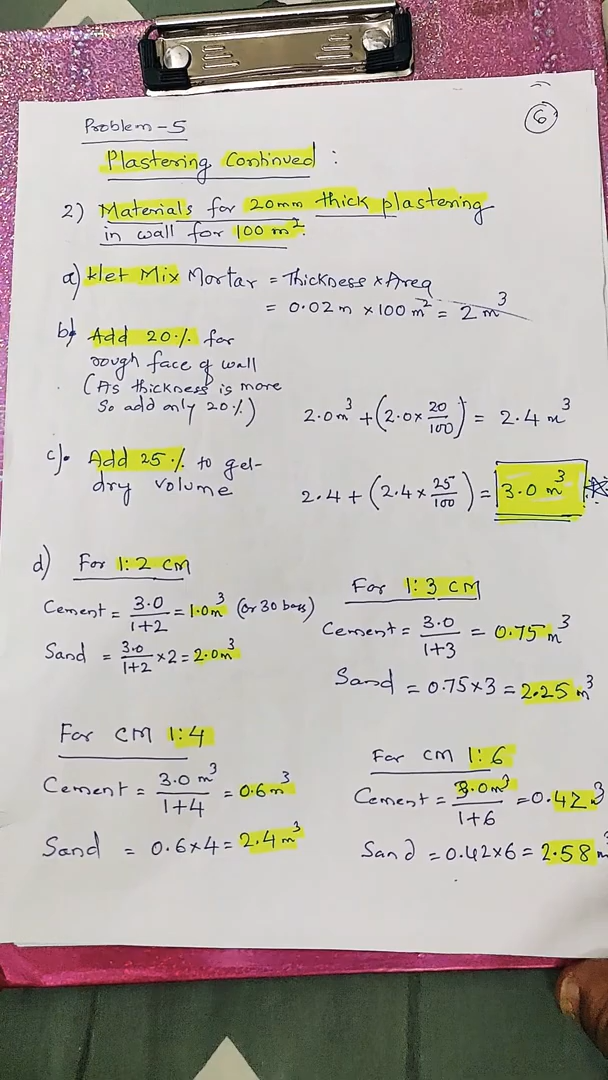 6
Problem-5
Plastering Continued :
2) Materials for 20mm thick plastering
in wall for 100 m².
a) Wet Mix Mortar = Thickness × Area
= 0.02 m × 100 m² = 2 m³
b) Add 20% for
rough face of wall
(As thickness is more
So add only 20%)
2.0 m³ + (2.0 × 20/100) = 2.4 m³
c). Add 25% to get
dry volume
2.4 + (2.4 × 25/100) = 3.0 m³
d) For 1:2 CM
Cement = 3.0/1+2 = 1.0 m³ (or 30 bags)
Sand = 3.0/1+2 × 2 = 2.0 m³
For 1:3 CM
Cement = 3.0/1+3 = 0.75 m³
Sand = 0.75 × 3 = 2.25 m³
For CM 1:4
Cement = 3.0 m³/1+4 = 0.6 m³
Sand = 0.6 × 4 = 2.4 m³
For CM 1:6
Cement = 3.0 m³/1+6 = 0.42 3
Sand = 0.42 × 6 = 2.58 m³